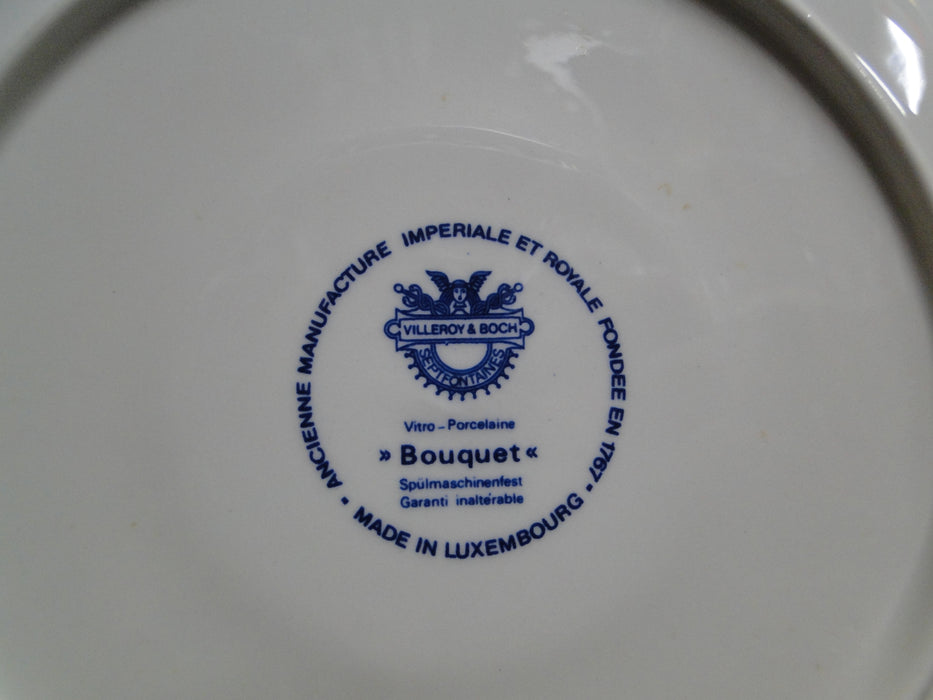 ANCIENNE MANUFACTURE IMPERIALE ET ROYALE FONDEE EN 1767 •
MADE IN LUXEMBOURG •
VILLEROY & BOCH
SEPTFONTAINES
Vitro - Porcelaine
» Bouquet «
Spülmaschinenfest
Garanti inaltérable